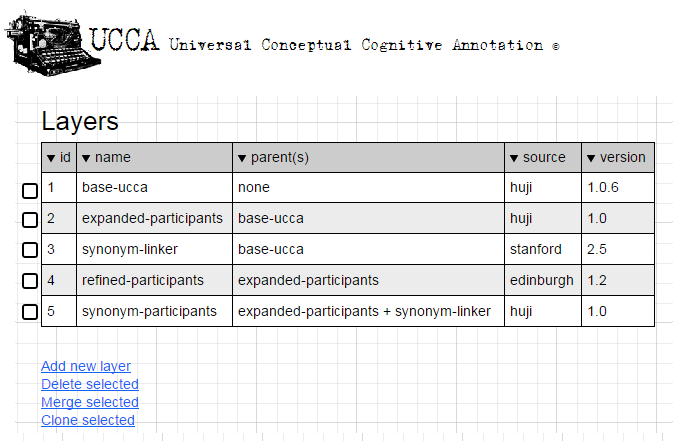 UCCA Universal Conceptual Cognitive Annotation ©
Layers
▼ id ▼ name ▼ parent(s) ▼ source ▼ version
1 base-ucca none huji 1.0.6
2 expanded-participants base-ucca huji 1.0
3 synonym-linker base-ucca stanford 2.5
4 refined-participants expanded-participants edinburgh 1.2
5 synonym-participants expanded-participants + synonym-linker huji 1.0
Add new layer
Delete selected
Merge selected
Clone selected